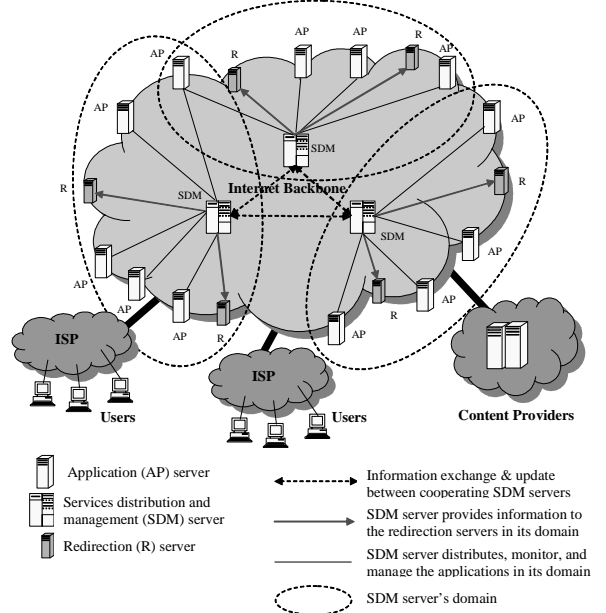 AP
R
AP
AP
R
AP
AP
AP
SDM
AP
R
SDM
Internet Backbone
SDM
R
AP
AP
AP
AP
R
R
AP
AP
ISP
ISP
Users
Users
Content Providers
Application (AP) server
Services distribution and
management (SDM) server
Redirection (R) server
Information exchange & update
between cooperating SDM servers
SDM server provides information to
the redirection servers in its domain
SDM server distributes, monitor, and
manage the applications in its domain
SDM server's domain